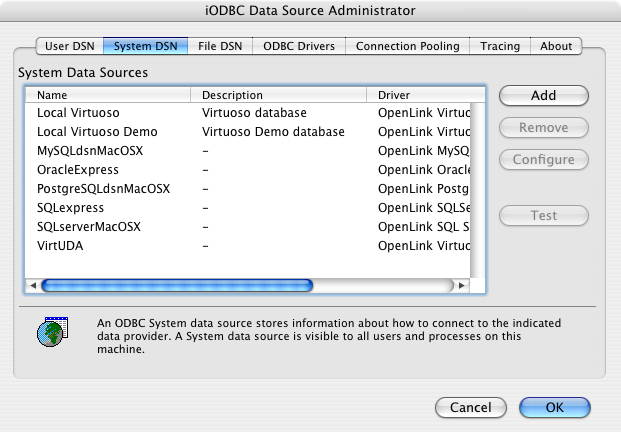 iODBC Data Source Administrator
User DSN System DSN File DSN ODBC Drivers Connection Pooling Tracing About
System Data Sources
Name Description Driver
Local Virtuoso Virtuoso database OpenLink Virtuo
Local Virtuoso Demo Virtuoso Demo database OpenLink Virtuo
MySQLdsnMacOSX – OpenLink MySQ
OracleExpress – OpenLink Oracle
PostgreSQLdsnMacOSX – OpenLink Postg
SQLexpress – OpenLink SQLSe
SQLserverMacOSX – OpenLink SQL S
VirtUDA – OpenLink Virtuo
Add
Remove
Configure
Test
An ODBC System data source stores information about how to connect to the indicated
data provider. A System data source is visible to all users and processes on this
machine.
Cancel OK